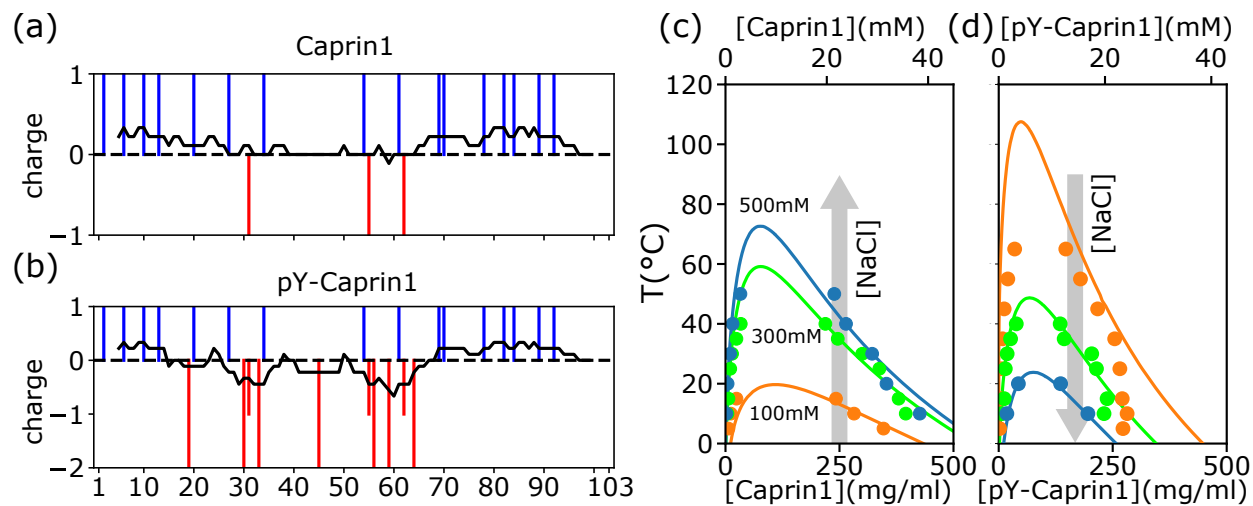 (a)
Caprin1
1
0
−1
charge
(b)
pY-Caprin1
1
0
−1
−2
charge
1 10 20 30 40 50 60 70 80 90 103
(c)
[Caprin1](mM)
0 20 40
120
100
80
60
40
20
0
T(°C)
500mM
300mM
100mM
[NaCl]
0 250 500
[Caprin1](mg/ml)
(d)
[pY-Caprin1](mM)
0 20 40
[NaCl]
0 250 500
[pY-Caprin1](mg/ml)